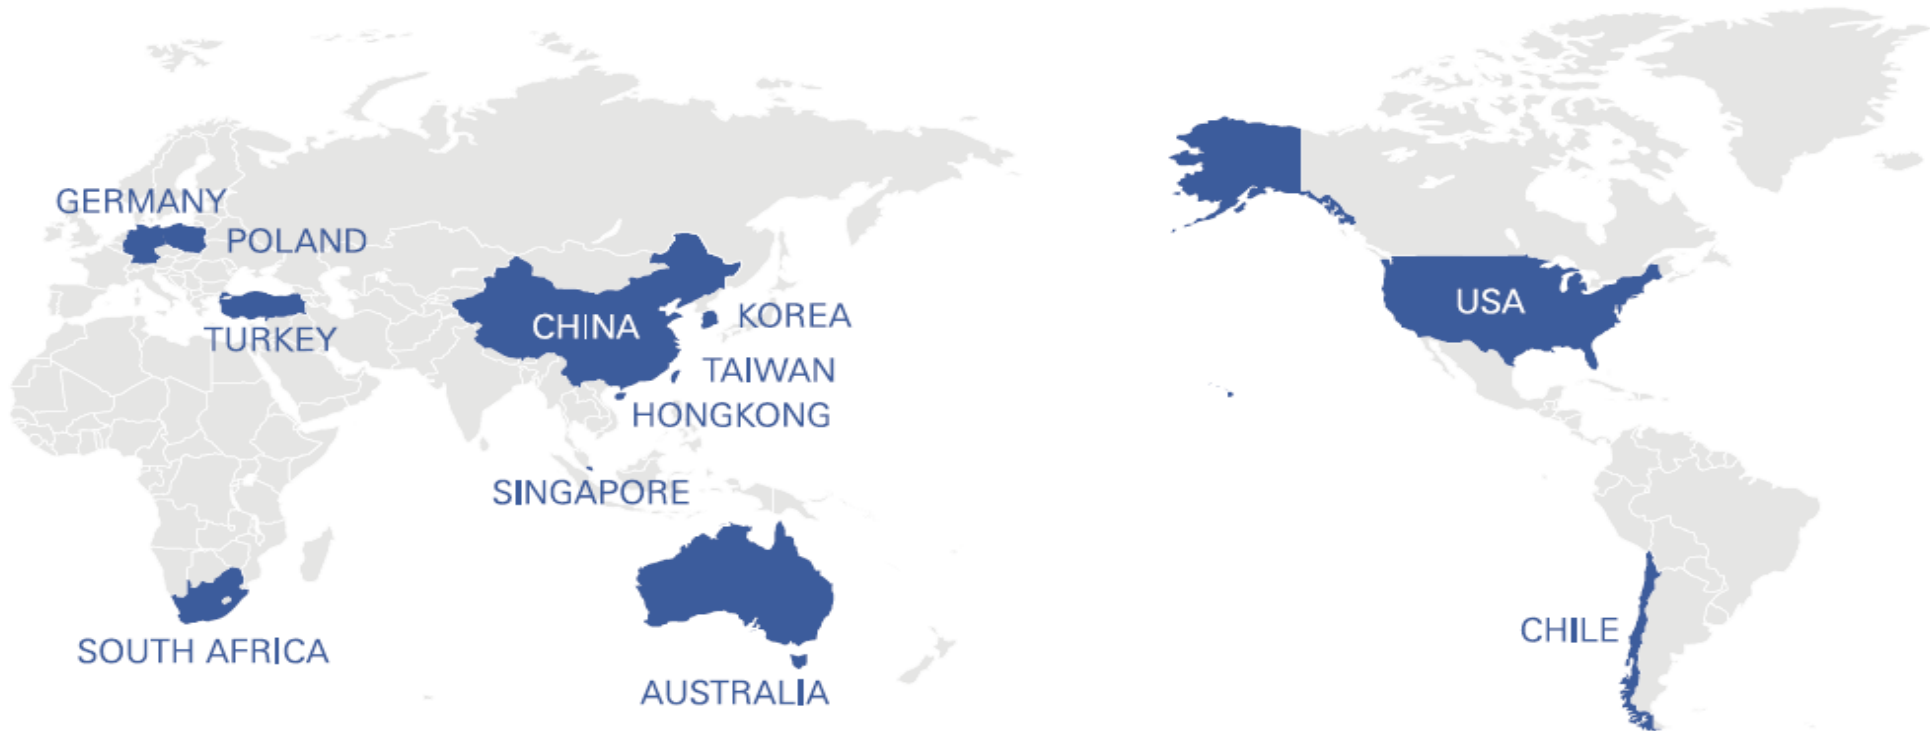 GERMANY
POLAND
TURKEY
CHINA
KOREA
TAIWAN
HONGKONG
SINGAPORE
SOUTH AFRICA
AUSTRALIA
USA
CHILE